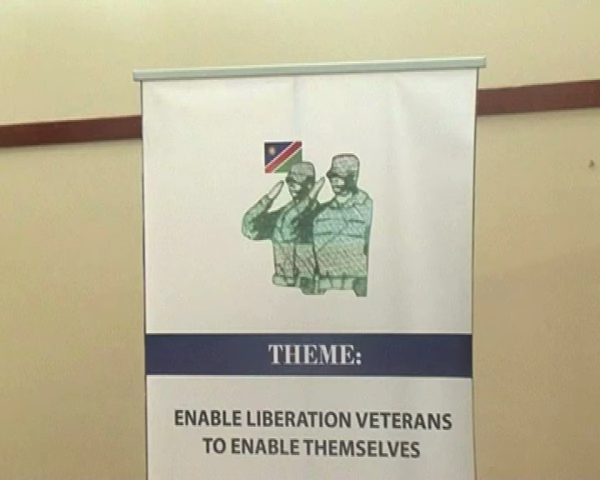 THEME:
ENABLE LIBERATION VETERANS
TO ENABLE THEMSELVES